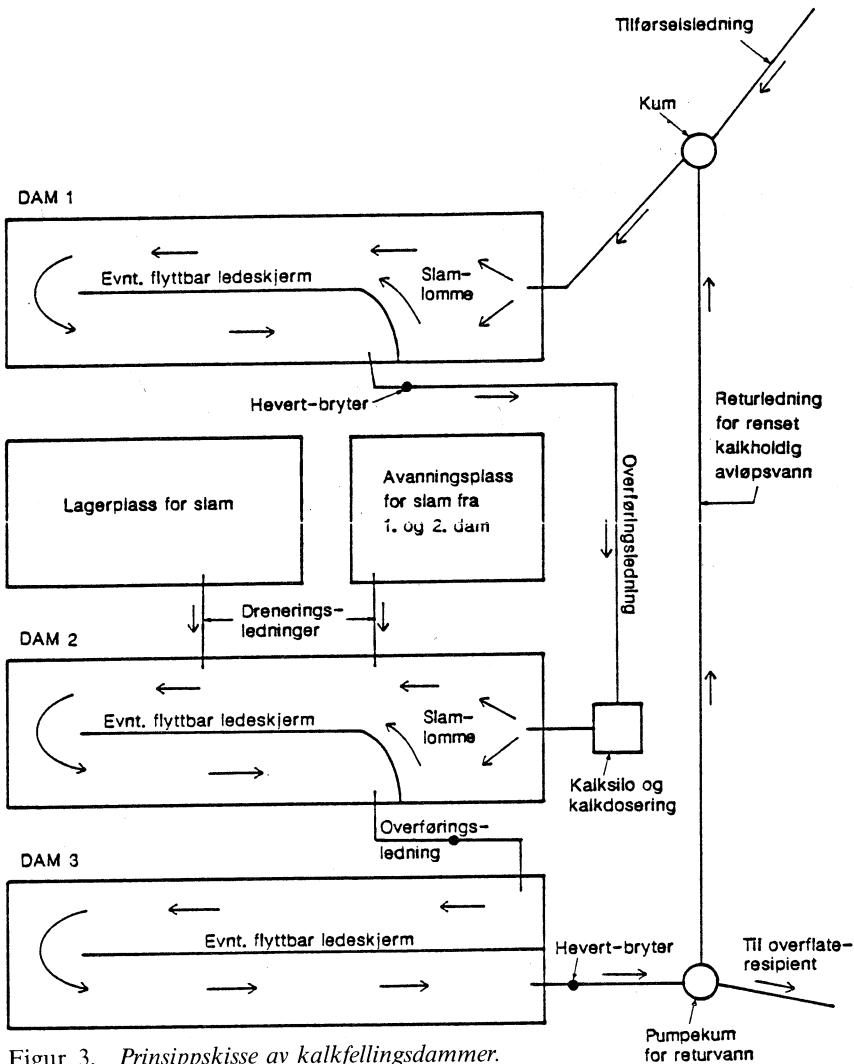 Tilførselsledning
Kum
DAM 1
Evnt. flyttbar ledeskjerm
Slam-
lomme
Hevert-bryter
Returledning
for renset
kalkholdig
avløpsvann
Overføringsledning
Lagerplass for slam
Avanningsplass
for slam fra
1. og 2. dam
Drenerings-
ledninger
DAM 2
Evnt. flyttbar ledeskjerm
Slam-
lomme
Kalksilo og
kalkdosering
Overførings-
ledning
DAM 3
Evnt. flyttbar ledeskjerm
Hevert-bryter
Til overflate-
resipient
Pumpekum
for returvann
Figur 3. Prinsippskisse av kalkfellingsdammer.